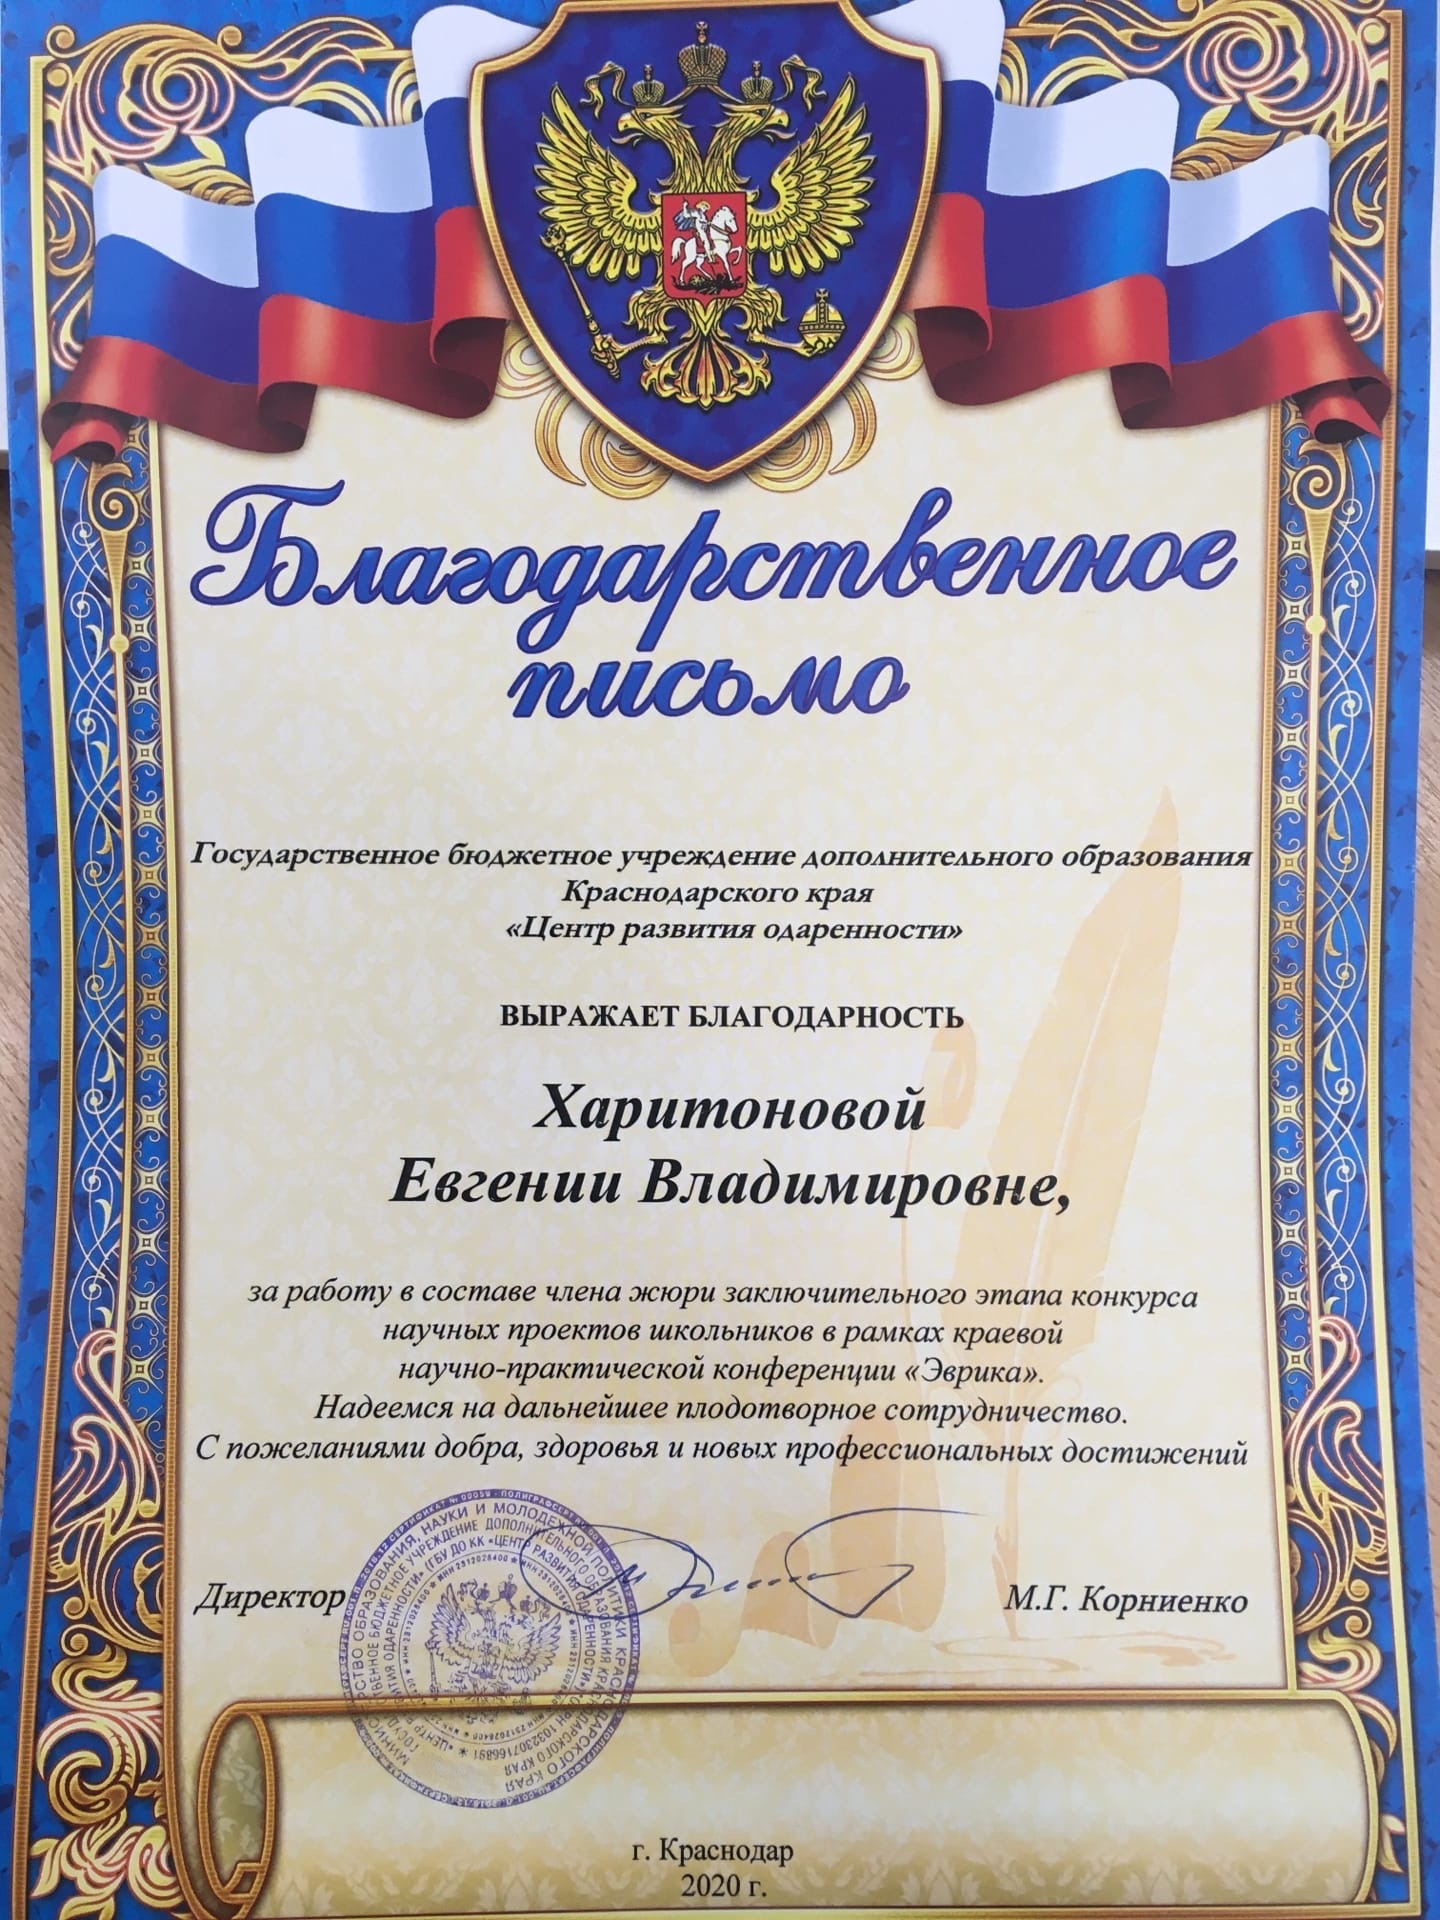 Благодарственное
письмо
Государственное бюджетное учреждение дополнительного образования
Краснодарского края
«Центр развития одаренности»
ВЫРАЖАЕТ БЛАГОДАРНОСТЬ
Харитоновой
Евгении Владимировне,
за работу в составе члена жюри заключительного этапа конкурса
научных проектов школьников в рамках краевой
научно-практической конференции «Эврика».
Надеемся на дальнейшее плодотворное сотрудничество.
С пожеланиями добра, здоровья и новых профессиональных достижений
Директор
М.Г. Корниенко
г. Краснодар
2020 г.